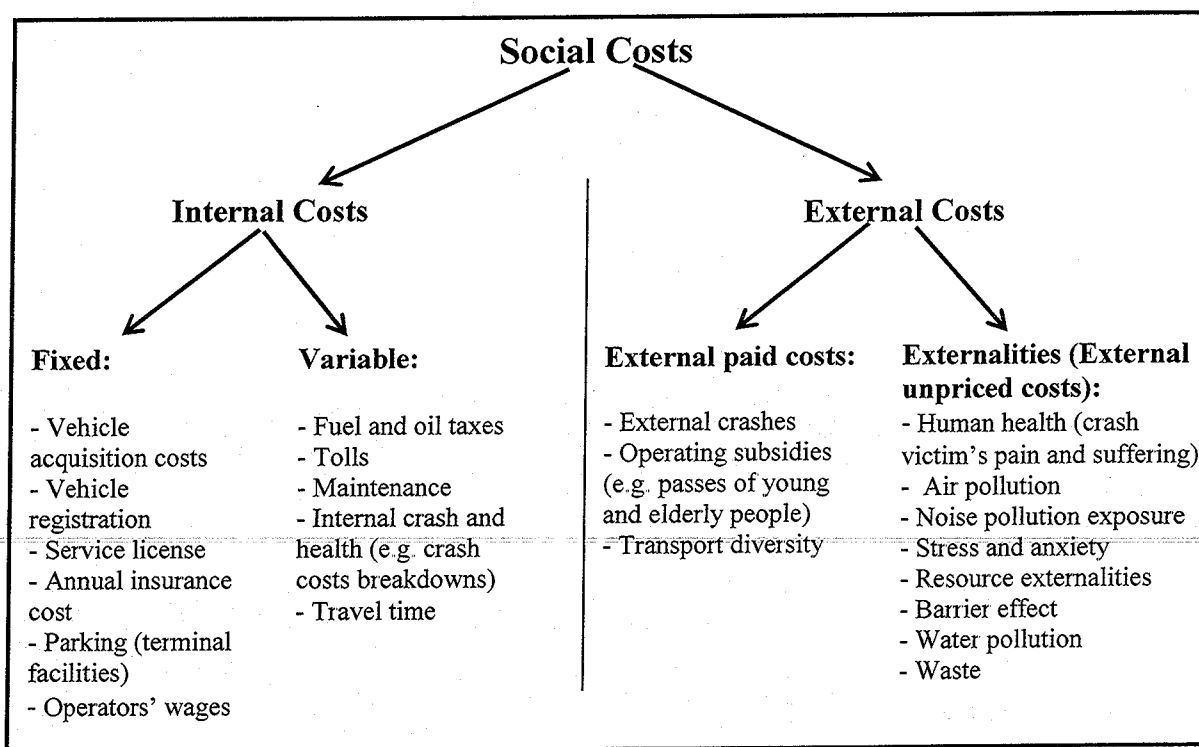 Social Costs
Internal Costs
External Costs
Fixed:
- Vehicle
acquisition costs
- Vehicle
registration
- Service license
- Annual insurance
cost
- Parking (terminal
facilities)
- Operators' wages
Variable:
- Fuel and oil taxes
- Tolls
- Maintenance
- Internal crash and
health (e.g. crash
costs breakdowns)
- Travel time
External paid costs:
- External crashes
- Operating subsidies
(e.g. passes of young
and elderly people)
- Transport diversity
Externalities (External
unpriced costs):
- Human health (crash
victim's pain and suffering)
- Air pollution
- Noise pollution exposure
- Stress and anxiety
- Resource externalities
- Barrier effect
- Water pollution
- Waste